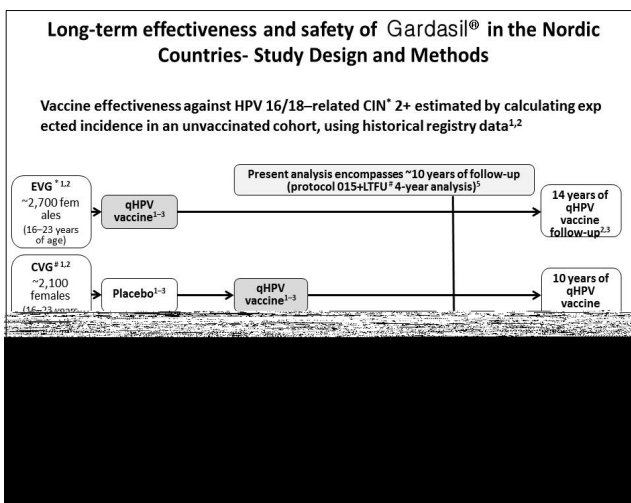 Long-term effectiveness and safety of Gardasil® in the Nordic
Countries- Study Design and Methods
Vaccine effectiveness against HPV 16/18–related CIN* 2+ estimated by calculating exp
ected incidence in an unvaccinated cohort, using historical registry data1,2
Present analysis encompasses ~10 years of follow-up
(protocol 015+LTFU# 4-year analysis)5
EVG *1,2
~2,700 fem
ales
(16–23 years
of age)
qHPV
vaccine1–3
14 years of
qHPV
vaccine
follow-up2,3
CVG#1,2
~2,100
females
(16–23 years
Placebo1–3
qHPV
vaccine1–3
10 years of
qHPV
vaccine